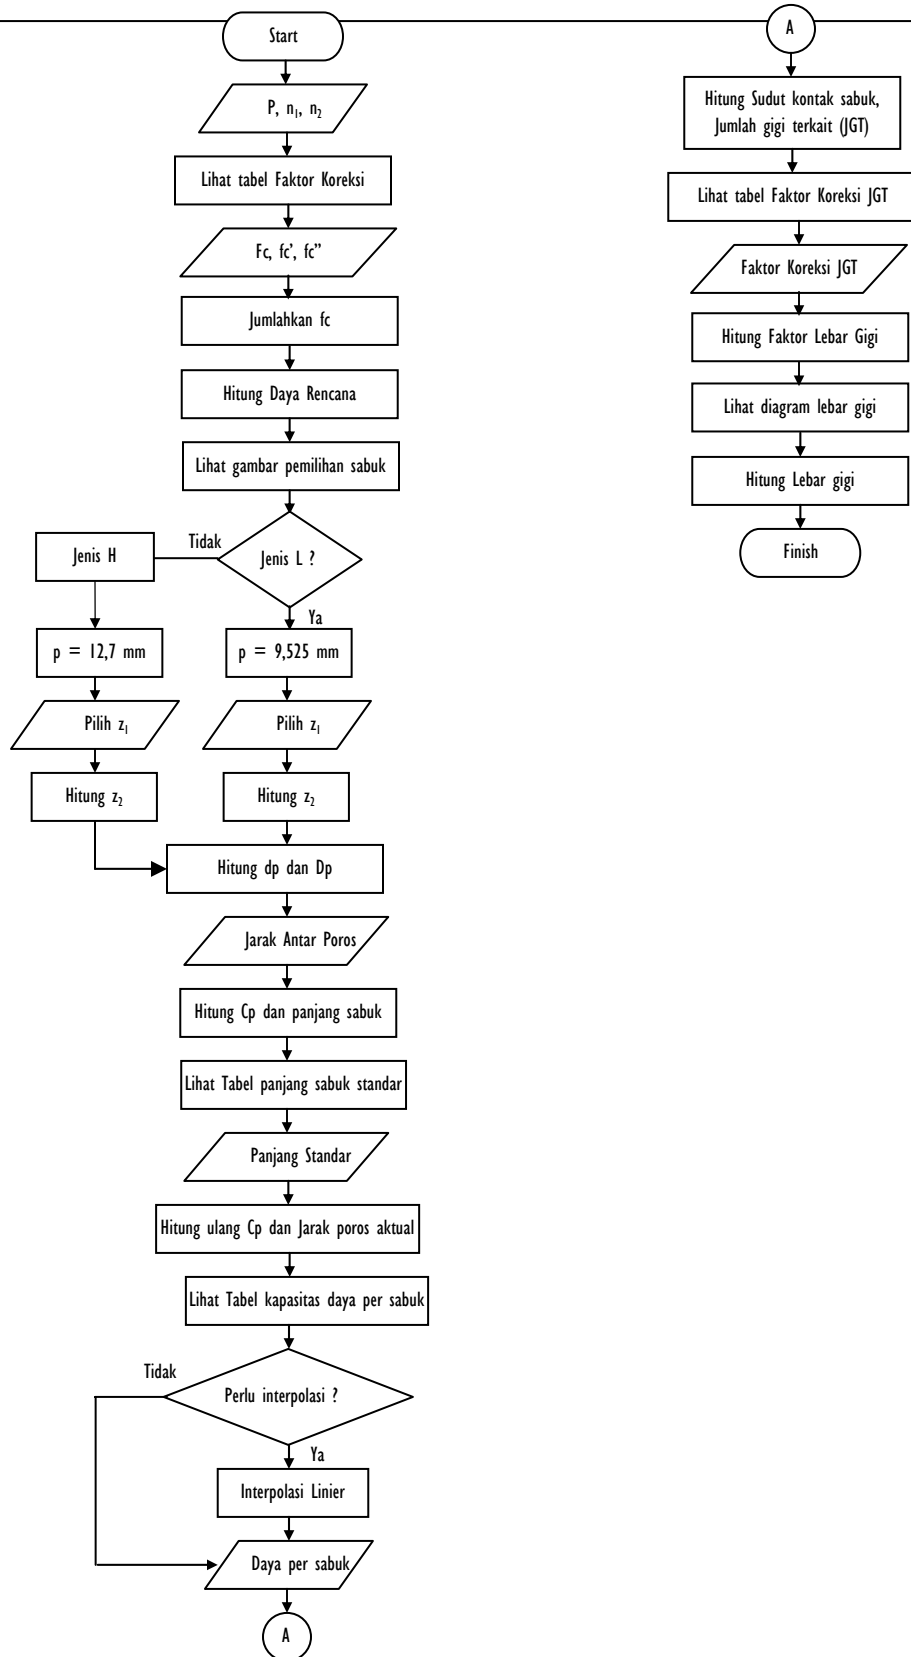 Start
P, n₁, n₂
Lihat tabel Faktor Koreksi
Fc, fc’, fc”
Jumlahkan fc
Hitung Daya Rencana
Lihat gambar pemilihan sabuk
Jenis L ?
Tidak
Jenis H
Ya
p = 12,7 mm
p = 9,525 mm
Pilih z₁
Pilih z₁
Hitung z₂
Hitung z₂
Hitung dp dan Dp
Jarak Antar Poros
Hitung Cp dan panjang sabuk
Lihat Tabel panjang sabuk standar
Panjang Standar
Hitung ulang Cp dan Jarak poros aktual
Lihat Tabel kapasitas daya per sabuk
Tidak
Perlu interpolasi ?
Ya
Interpolasi Linier
Daya per sabuk
A
A
Hitung Sudut kontak sabuk,
Jumlah gigi terkait (JGT)
Lihat tabel Faktor Koreksi JGT
Faktor Koreksi JGT
Hitung Faktor Lebar Gigi
Lihat diagram lebar gigi
Hitung Lebar gigi
Finish